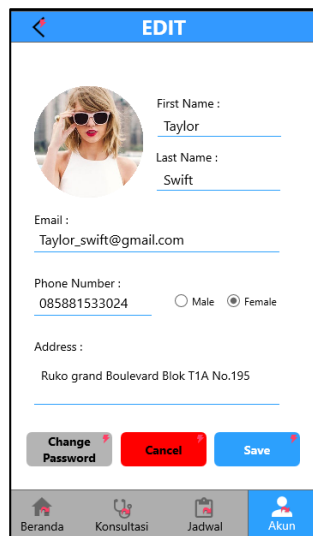 EDIT
First Name :
Taylor
Last Name :
Swift
Email :
Taylor_swift@gmail.com
Phone Number :
085881533024
Male
Female
Address :
Ruko grand Boulevard Blok T1A No.195
Change
Password
Cancel
Save
Beranda
Konsultasi
Jadwal
Akun